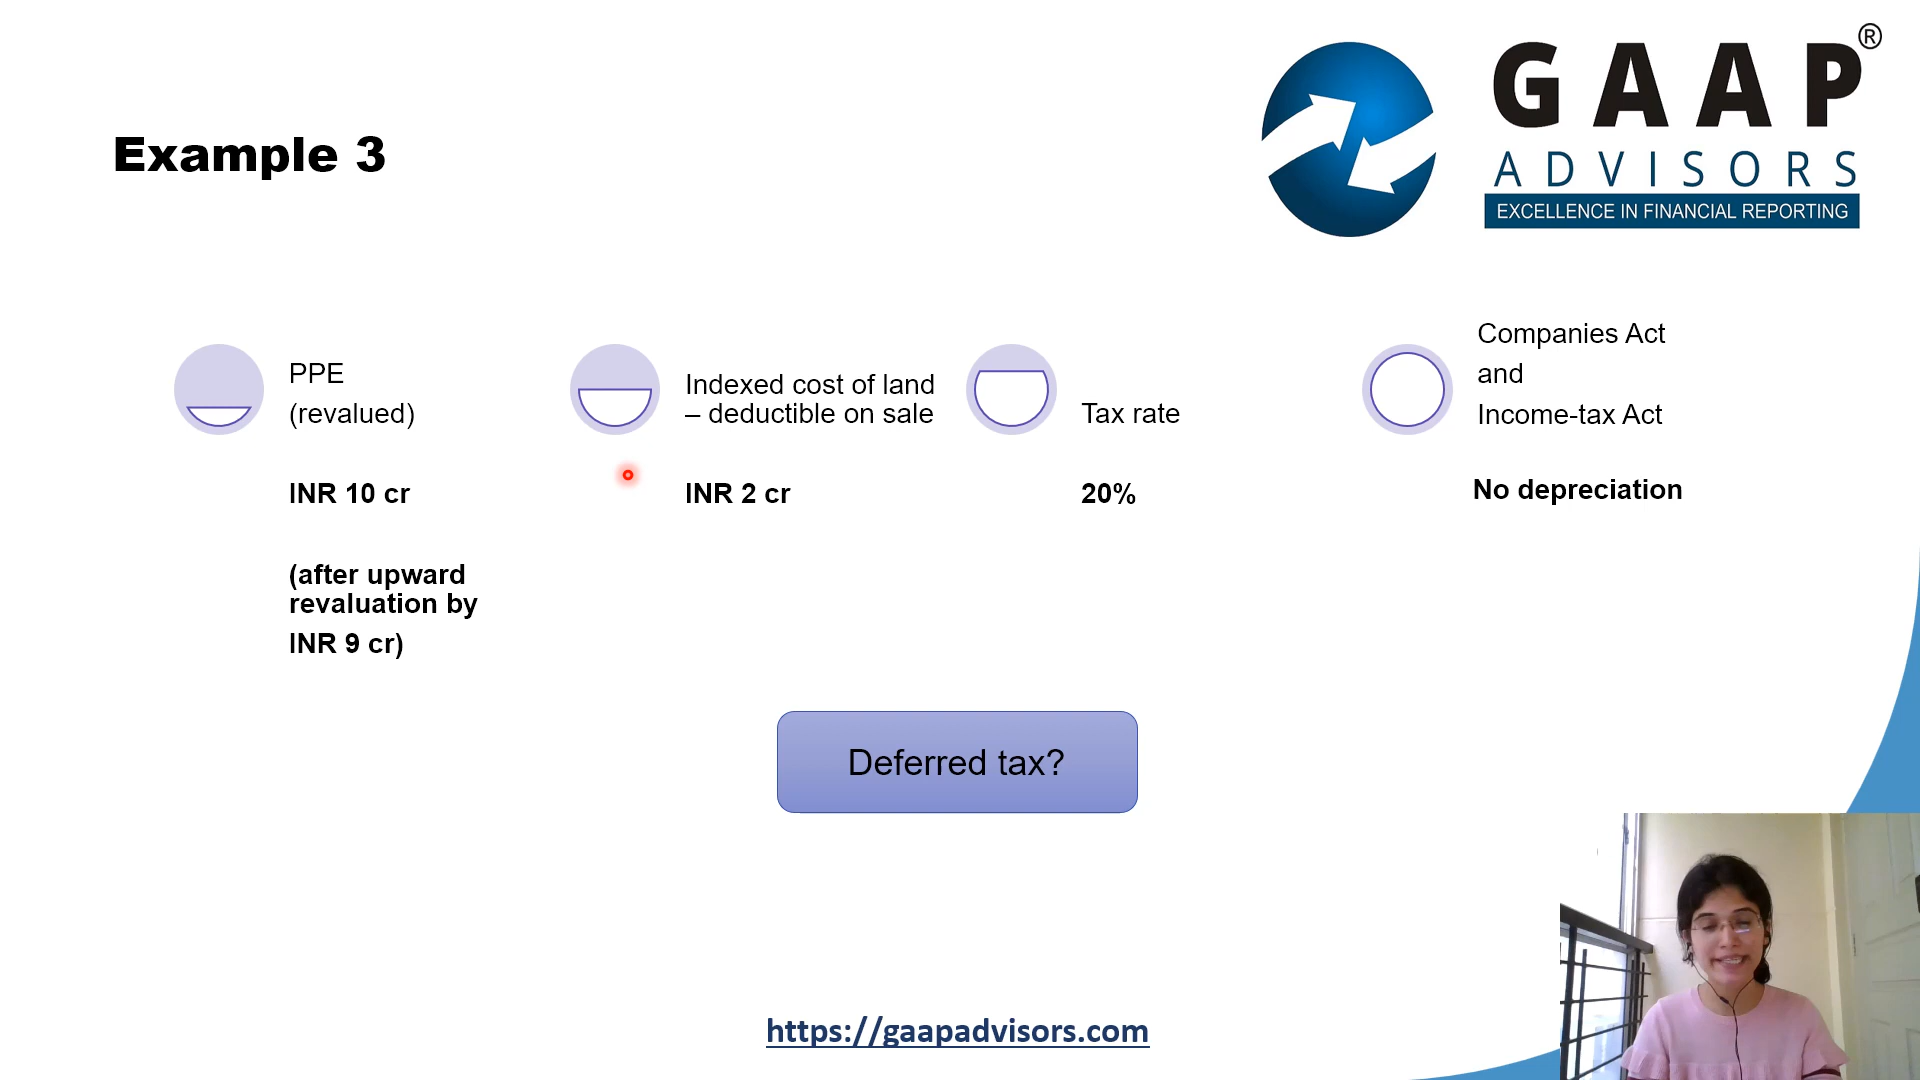 GAAP®
ADVISORS
EXCELLENCE IN FINANCIAL REPORTING
Example 3
PPE
(revalued)
INR 10 cr
(after upward
revaluation by
INR 9 cr)
Indexed cost of land
– deductible on sale
INR 2 cr
Tax rate
20%
Companies Act
and
Income-tax Act
No depreciation
Deferred tax?
https://gaapadvisors.com